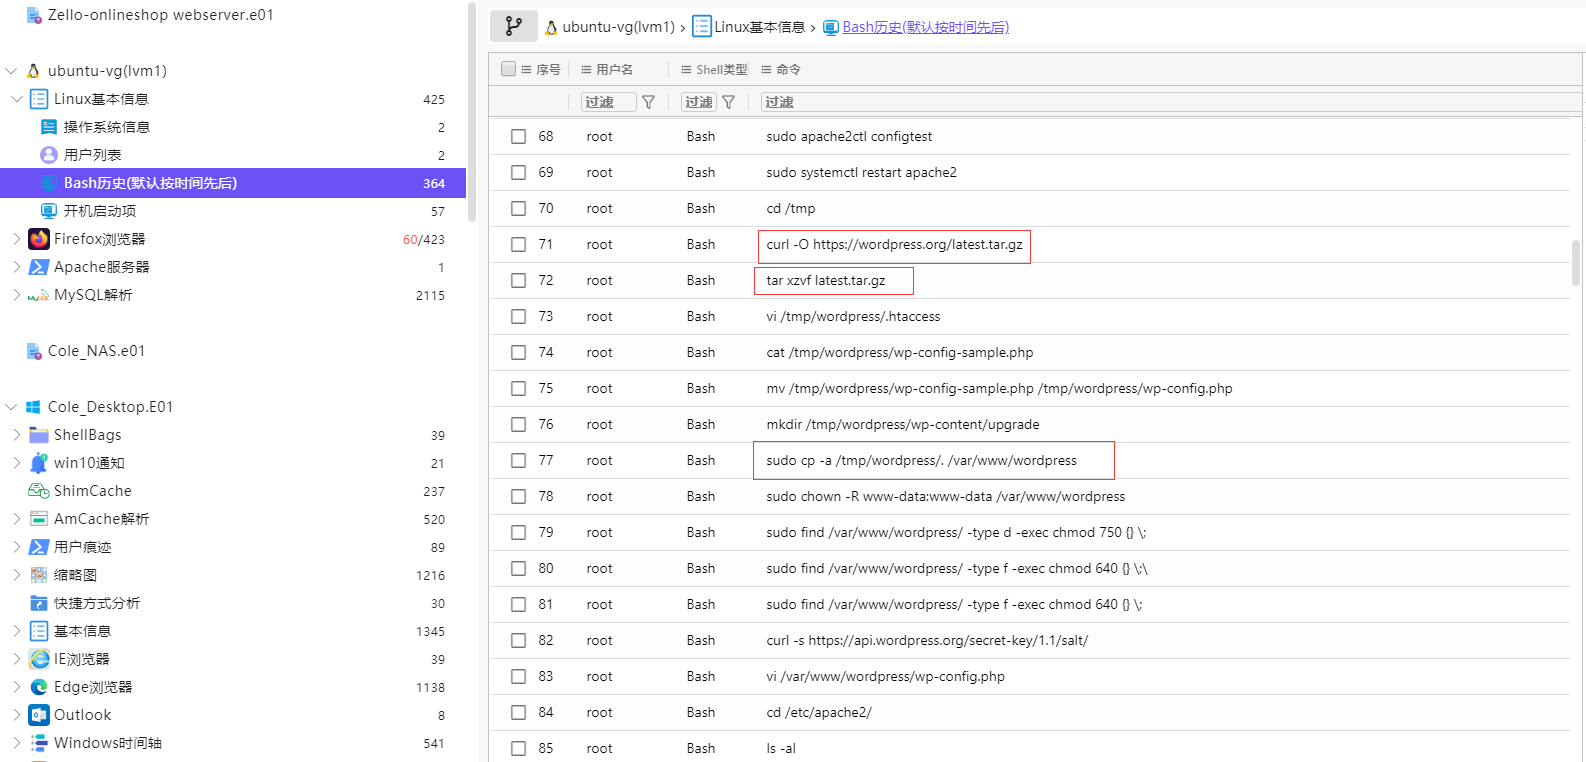 Zello-onlineshop webserver.e01
ubuntu-vg(lvm1)
Linux基本信息 425
操作系统信息 2
用户列表 2
Bash历史(默认按时间先后) 364
开机启动项 57
Firefox浏览器 60/423
Apache服务器 1
MySQL解析 2115
Cole_NAS.e01
Cole_Desktop.E01
ShellBags 39
win10通知 21
ShimCache 237
AmCache解析 520
用户痕迹 89
缩略图 1216
快捷方式分析 30
基本信息 1345
IE浏览器 39
Edge浏览器 1138
Outlook 8
Windows时间轴 541
ubuntu-vg(lvm1) › Linux基本信息 › Bash历史(默认按时间先后)
序号 用户名 Shell类型 命令
过滤 过滤 过滤
68 root Bash sudo apache2ctl configtest
69 root Bash sudo systemctl restart apache2
70 root Bash cd /tmp
71 root Bash curl -O https://wordpress.org/latest.tar.gz
72 root Bash tar xzvf latest.tar.gz
73 root Bash vi /tmp/wordpress/.htaccess
74 root Bash cat /tmp/wordpress/wp-config-sample.php
75 root Bash mv /tmp/wordpress/wp-config-sample.php /tmp/wordpress/wp-config.php
76 root Bash mkdir /tmp/wordpress/wp-content/upgrade
77 root Bash sudo cp -a /tmp/wordpress/. /var/www/wordpress
78 root Bash sudo chown -R www-data:www-data /var/www/wordpress
79 root Bash sudo find /var/www/wordpress/ -type d -exec chmod 750 {} \;
80 root Bash sudo find /var/www/wordpress/ -type f -exec chmod 640 {} \;\
81 root Bash sudo find /var/www/wordpress/ -type f -exec chmod 640 {} \;
82 root Bash curl -s https://api.wordpress.org/secret-key/1.1/salt/
83 root Bash vi /var/www/wordpress/wp-config.php
84 root Bash cd /etc/apache2/
85 root Bash ls -al